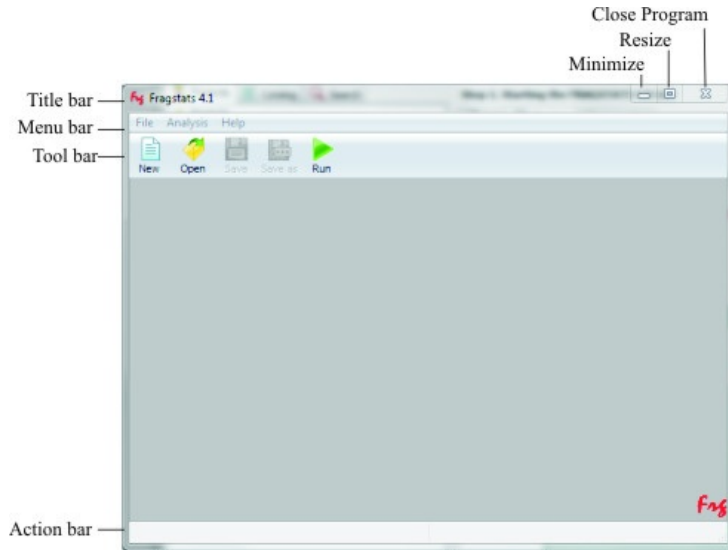 Close Program
Resize
Minimize
Title bar
Frg Fragstats 4.1
Menu bar
File Analysis Help
Tool bar
New Open Save Save as Run
Frg
Action bar